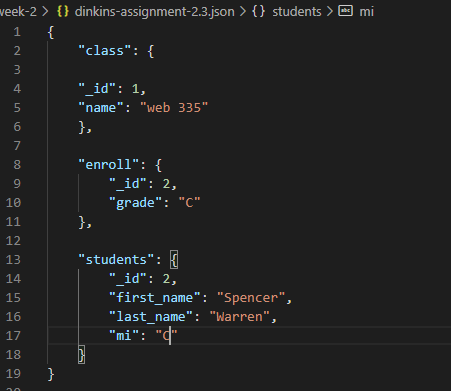 week-2 > {} dinkins-assignment-2.3.json > {} students > abc mi
1 {
2 "class": {
3
4 "_id": 1,
5 "name": "web 335"
6 },
7
8 "enroll": {
9 "_id": 2,
10 "grade": "C"
11 },
12
13 "students": {
14 "_id": 2,
15 "first_name": "Spencer",
16 "last_name": "Warren",
17 "mi": "C"
18 }
19 }